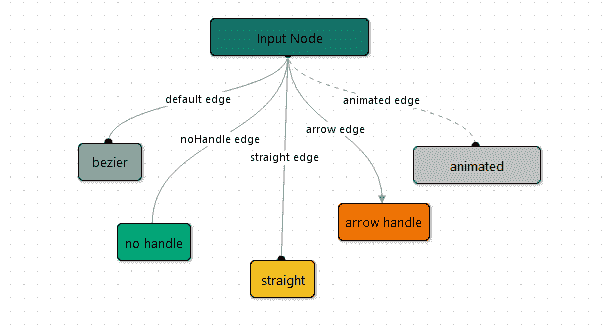 Input Node
default edge
animated edge
arrow edge
noHandle edge
straight edge
bezier
animated
arrow handle
no handle
straight